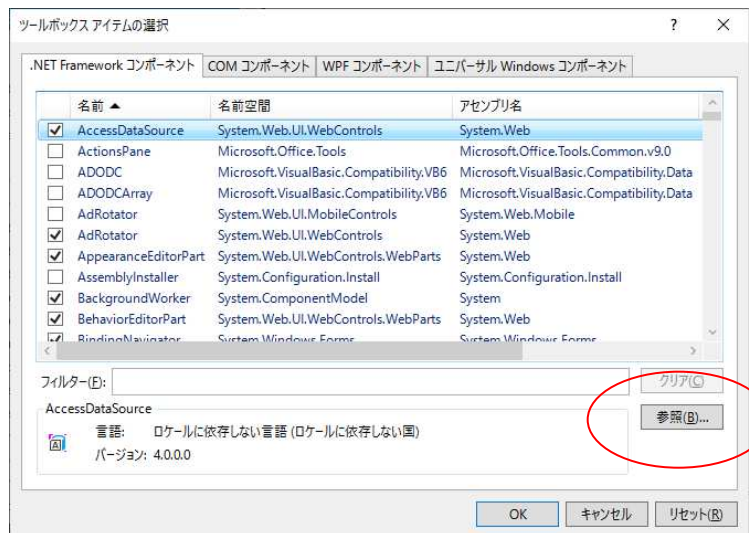 ツールボックス アイテムの選択 ? ×
.NET Framework コンポーネント COM コンポーネント WPF コンポーネント ユニバーサル Windows コンポーネント
名前 名前空間 アセンブリ名
AccessDataSource System.Web.UI.WebControls System.Web
ActionsPane Microsoft.Office.Tools Microsoft.Office.Tools.Common.v9.0
ADODC Microsoft.VisualBasic.Compatibility.VB6 Microsoft.VisualBasic.Compatibility.Data
ADODCArray Microsoft.VisualBasic.Compatibility.VB6 Microsoft.VisualBasic.Compatibility.Data
AdRotator System.Web.UI.MobileControls System.Web.Mobile
AdRotator System.Web.UI.WebControls System.Web
AppearanceEditorPart System.Web.UI.WebControls.WebParts System.Web
AssemblyInstaller System.Configuration.Install System.Configuration.Install
BackgroundWorker System.ComponentModel System
BehaviorEditorPart System.Web.UI.WebControls.WebParts System.Web
BindingNavigator System.Windows.Forms System.Windows.Forms
フィルター(F): クリア(C)
AccessDataSource 参照(B)...
言語: ロケールに依存しない言語 (ロケールに依存しない国)
バージョン: 4.0.0.0
OK キャンセル リセット(R)